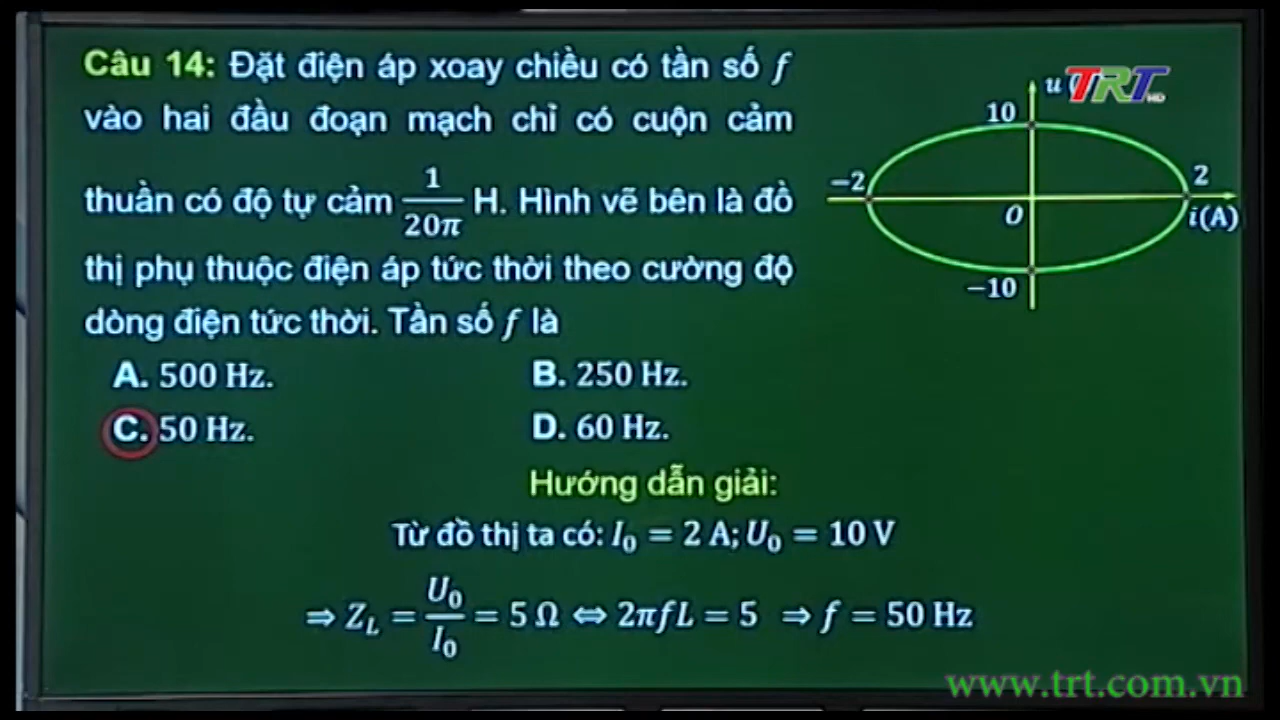 Câu 14: Đặt điện áp xoay chiều có tần số f
vào hai đầu đoạn mạch chỉ có cuộn cảm
thuần có độ tự cảm 1/20π H. Hình vẽ bên là đồ
thị phụ thuộc điện áp tức thời theo cường độ
dòng điện tức thời. Tần số f là
A. 500 Hz.
B. 250 Hz.
C. 50 Hz.
D. 60 Hz.
u (
TRT HD
10
−2
2
O
i(A)
−10
Hướng dẫn giải:
Từ đồ thị ta có: I₀ = 2 A; U₀ = 10 V
⇒ Z_L = U₀/I₀ = 5 Ω ⇔ 2πfL = 5 ⇒ f = 50 Hz
www.trt.com.vn